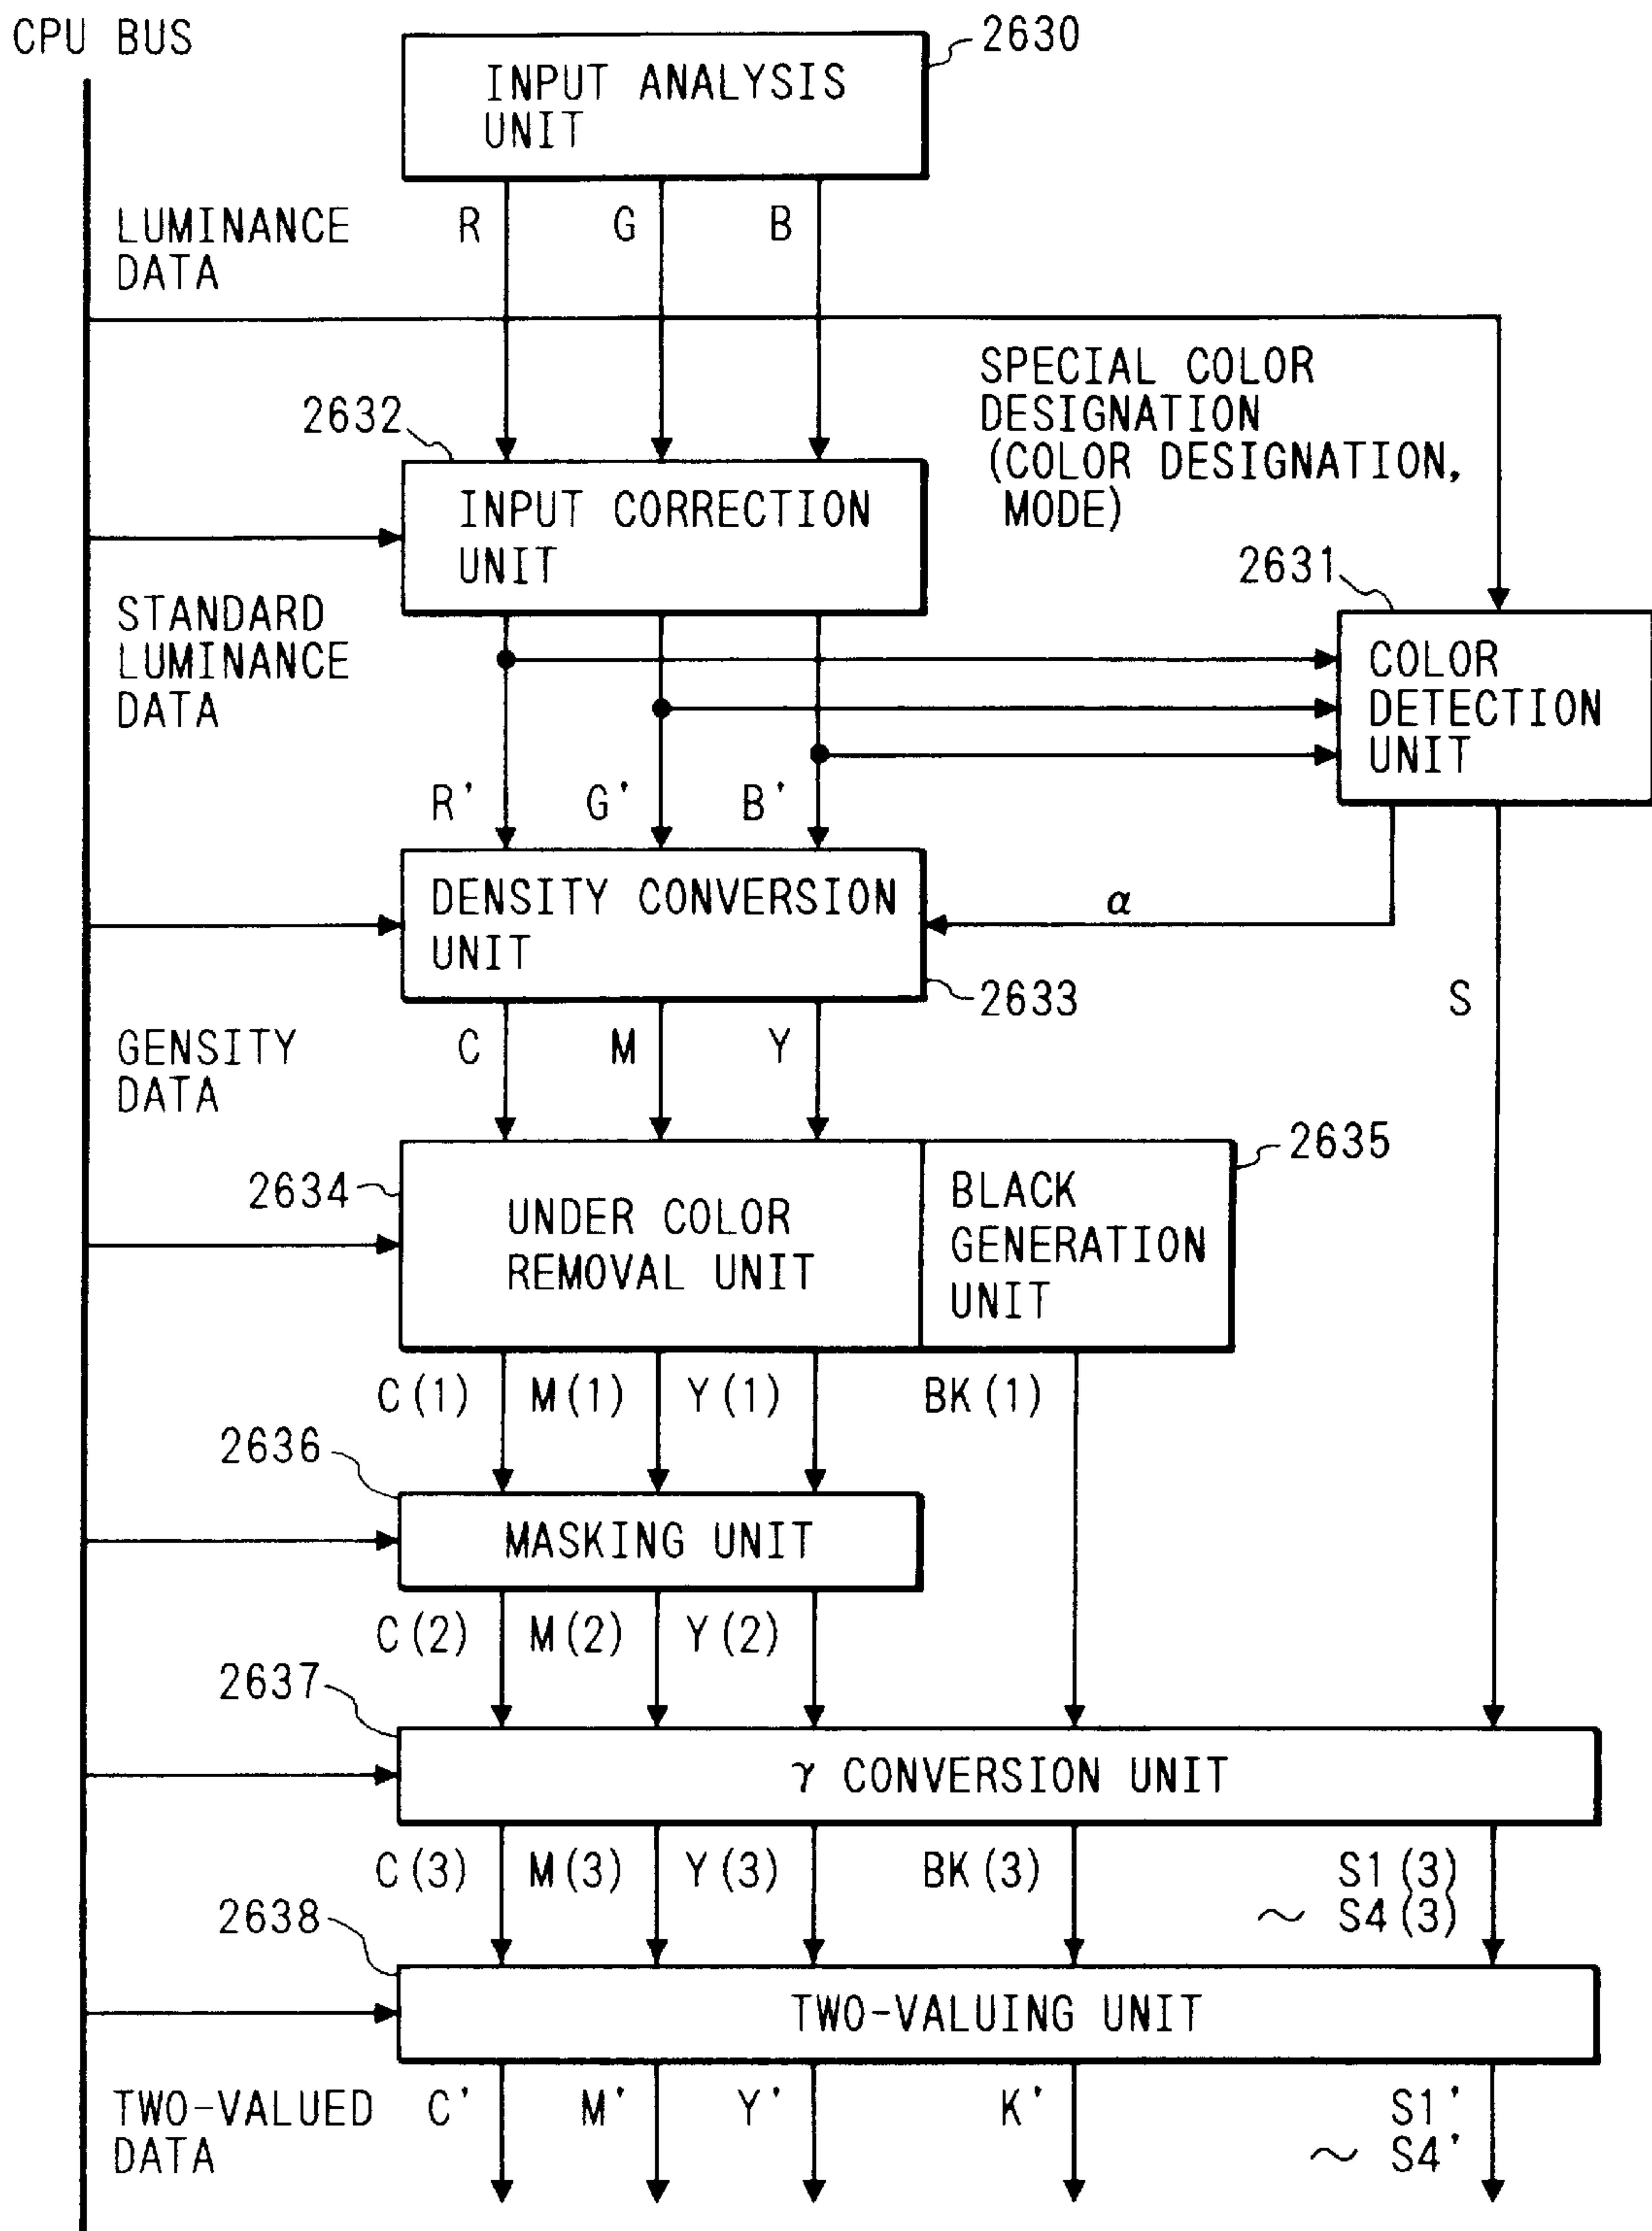 CPU BUS
2630
INPUT ANALYSIS
UNIT
LUMINANCE
DATA
R
G
B
SPECIAL COLOR
DESIGNATION
(COLOR DESIGNATION,
MODE)
2632
INPUT CORRECTION
UNIT
2631
STANDARD
LUMINANCE
DATA
COLOR
DETECTION
UNIT
R'
G'
B'
DENSITY CONVERSION
UNIT
α
2633
S
GENSITY
DATA
C
M
Y
2635
2634
UNDER COLOR
REMOVAL UNIT
BLACK
GENERATION
UNIT
C(1)
M(1)
Y(1)
BK(1)
2636
MASKING UNIT
C(2)
M(2)
Y(2)
2637
γ CONVERSION UNIT
C(3)
M(3)
Y(3)
BK(3)
S1(3)
~ S4(3)
2638
TWO-VALUING UNIT
TWO-VALUED
DATA
C'
M'
Y'
K'
S1'
~ S4'